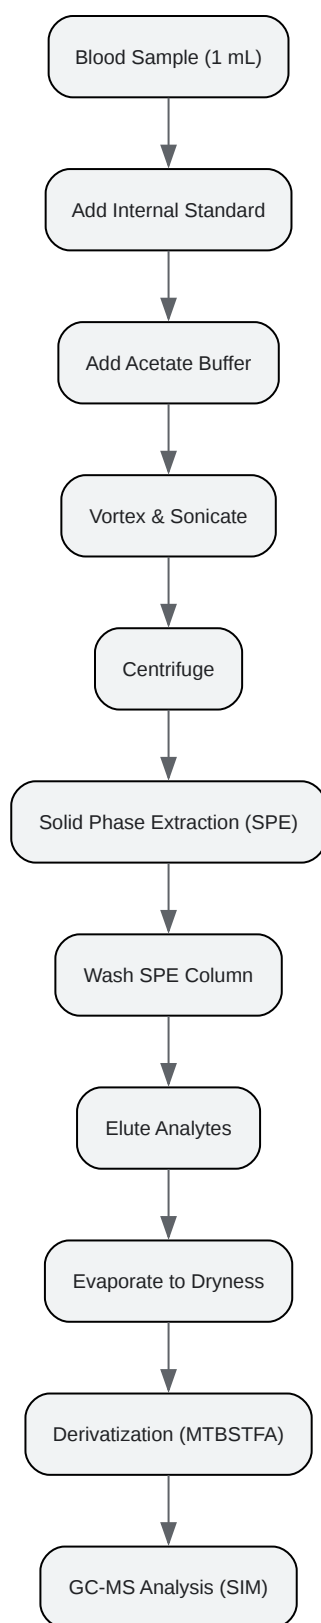 Blood Sample (1 mL)
Add Internal Standard
Add Acetate Buffer
Vortex & Sonicate
Centrifuge
Solid Phase Extraction (SPE)
Wash SPE Column
Elute Analytes
Evaporate to Dryness
Derivatization (MTBSTFA)
GC-MS Analysis (SIM)